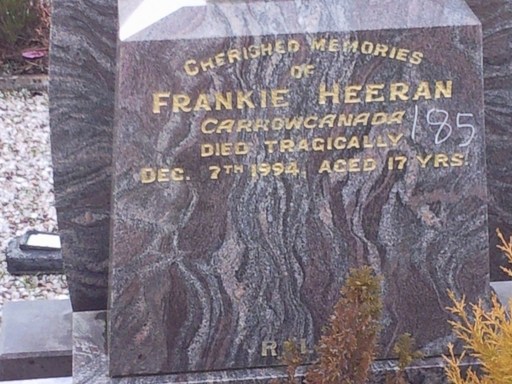 CHERISHED MEMORIES
OF
FRANKIE HEERAN
CARROWCANADA
185
DIED TRAGICALLY
DEC. 7TH 1994, AGED 17 YRS.